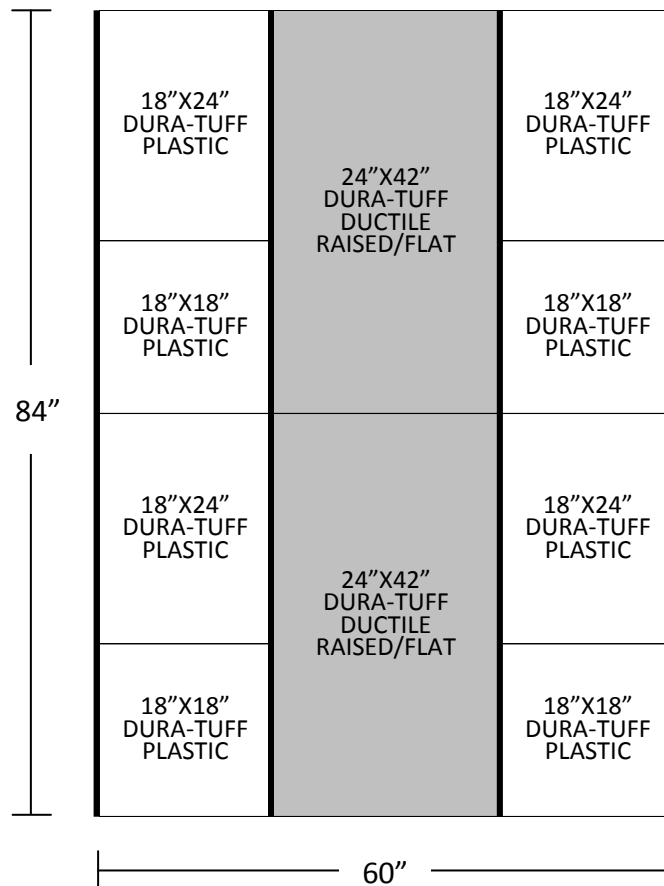 18”X24”
DURA-TUFF
PLASTIC
24”X42”
DURA-TUFF
DUCTILE
RAISED/FLAT
18”X24”
DURA-TUFF
PLASTIC
18”X18”
DURA-TUFF
PLASTIC
18”X18”
DURA-TUFF
PLASTIC
84”
18”X24”
DURA-TUFF
PLASTIC
24”X42”
DURA-TUFF
DUCTILE
RAISED/FLAT
18”X24”
DURA-TUFF
PLASTIC
18”X18”
DURA-TUFF
PLASTIC
18”X18”
DURA-TUFF
PLASTIC
60”